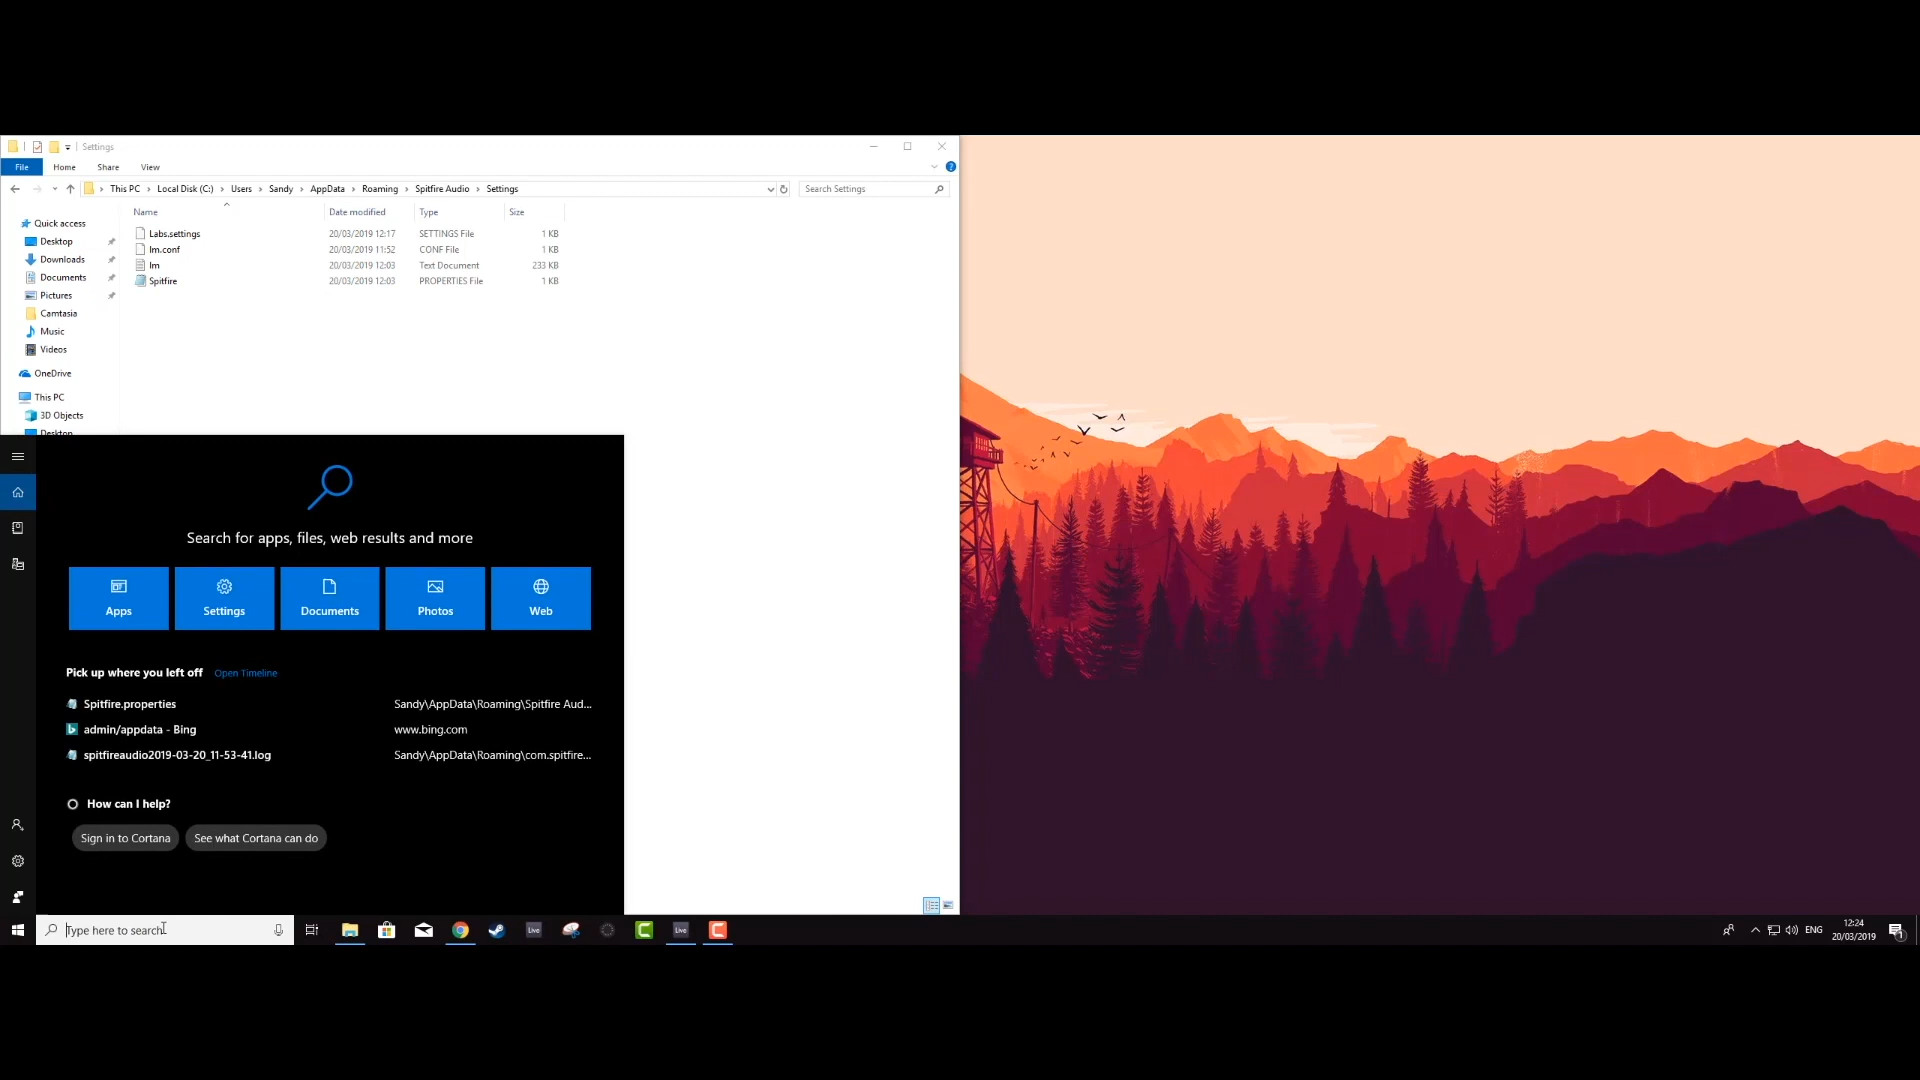 Settings
File Home Share View
This PC Local Disk (C:) Users Sandy AppData Roaming Spitfire Audio Settings
Search Settings
Name Date modified Type Size
Labs.settings 20/03/2019 12:17 SETTINGS File 1 KB
lm.conf 20/03/2019 11:52 CONF File 1 KB
lm 20/03/2019 12:03 Text Document 233 KB
Spitfire 20/03/2019 12:03 PROPERTIES File 1 KB
Quick access
Desktop
Downloads
Documents
Pictures
Camtasia
Music
Videos
OneDrive
This PC
3D Objects
Desktop
Search for apps, files, web results and more
Apps Settings Documents Photos Web
Pick up where you left off Open Timeline
Spitfire.properties Sandy\AppData\Roaming\Spitfire Aud...
admin/appdata - Bing www.bing.com
spitfireaudio2019-03-20_11-53-41.log Sandy\AppData\Roaming\com.spitfire...
How can I help?
Sign in to Cortana See what Cortana can do
Type here to search
Live
Live
ENG
12:24
20/03/2019
1